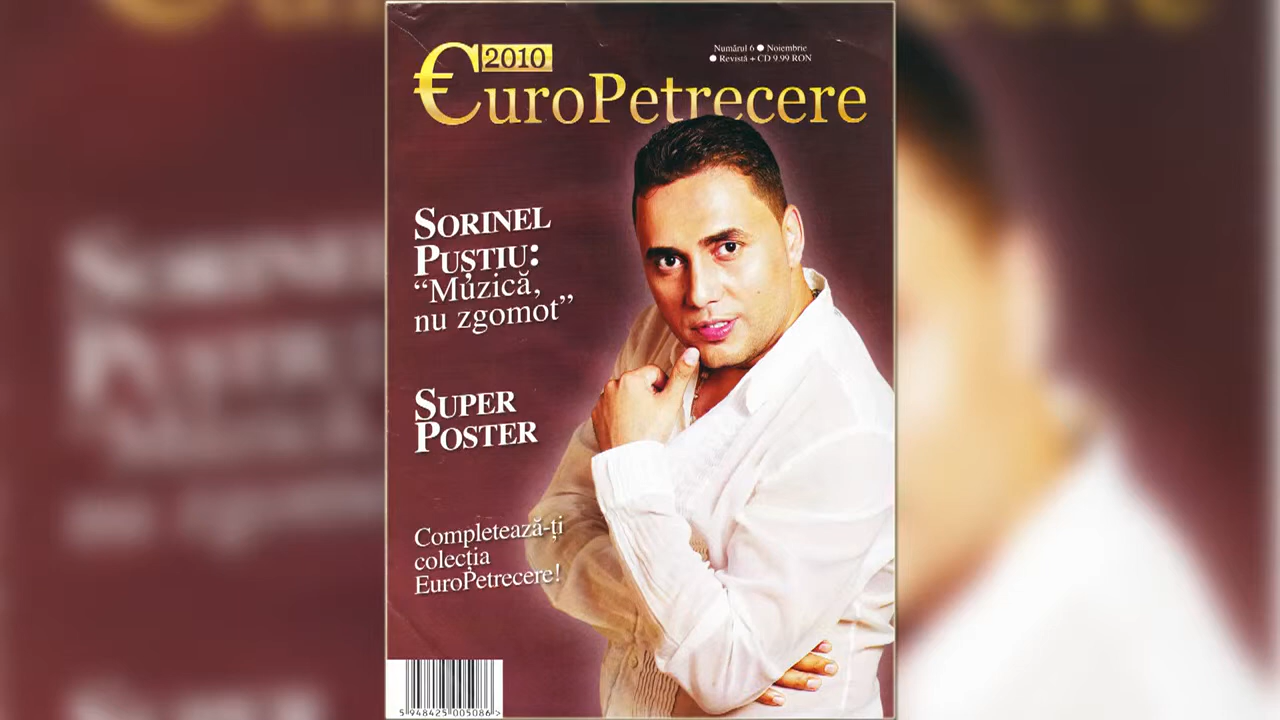 2010
€uroPetrecere
Numărul 6 ● Noiembrie
● Revistă + CD 9.99 RON
SORINEL
PUȘTIU:
“Muzică,
nu zgomot”
SUPER
POSTER
Completează-ți
colecția
EuroPetrecere!
5 948425 005086 >